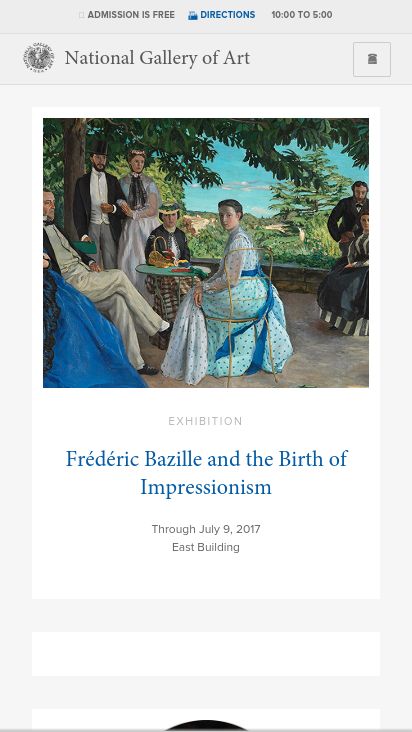 ADMISSION IS FREE DIRECTIONS 10:00 TO 5:00
National Gallery of Art
EXHIBITION
Frédéric Bazille and the Birth of
Impressionism
Through July 9, 2017
East Building